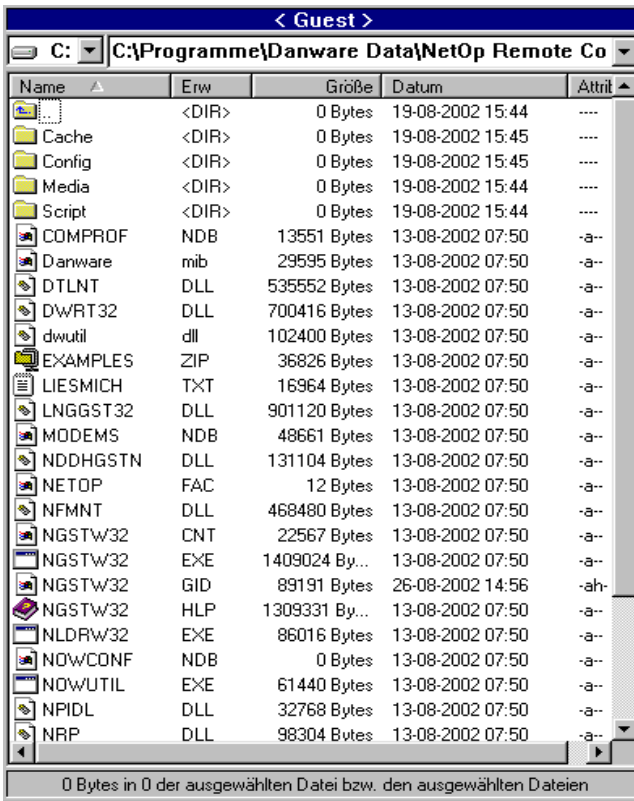 < Guest >
C: C:\Programme\Danware Data\NetOp Remote Co
Name Erw Größe Datum Attrib
.. <DIR> 0 Bytes 19-08-2002 15:44 ----
Cache <DIR> 0 Bytes 19-08-2002 15:45 ----
Config <DIR> 0 Bytes 19-08-2002 15:45 ----
Media <DIR> 0 Bytes 19-08-2002 15:44 ----
Script <DIR> 0 Bytes 19-08-2002 15:44 ----
COMPROF NDB 13551 Bytes 13-08-2002 07:50 -a--
Danware mib 29595 Bytes 13-08-2002 07:50 -a--
DTLNT DLL 535552 Bytes 13-08-2002 07:50 -a--
DWRT32 DLL 700416 Bytes 13-08-2002 07:50 -a--
dwutil dll 102400 Bytes 13-08-2002 07:50 -a--
EXAMPLES ZIP 36826 Bytes 13-08-2002 07:50 -a--
LIESMICH TXT 16964 Bytes 13-08-2002 07:50 -a--
LNGGST32 DLL 901120 Bytes 13-08-2002 07:50 -a--
MODEMS NDB 48661 Bytes 13-08-2002 07:50 -a--
NDDHGSTN DLL 131104 Bytes 13-08-2002 07:50 -a--
NETOP FAC 12 Bytes 13-08-2002 07:50 -a--
NFMNT DLL 468480 Bytes 13-08-2002 07:50 -a--
NGSTW32 CNT 22567 Bytes 13-08-2002 07:50 -a--
NGSTW32 EXE 1409024 By... 13-08-2002 07:50 -a--
NGSTW32 GID 89191 Bytes 26-08-2002 14:56 -ah-
NGSTW32 HLP 1309331 By... 13-08-2002 07:50 -a--
NLDRW32 EXE 86016 Bytes 13-08-2002 07:50 -a--
NOWCONF NDB 0 Bytes 13-08-2002 07:50 -a--
NOWUTIL EXE 61440 Bytes 13-08-2002 07:50 -a--
NPIDL DLL 32768 Bytes 13-08-2002 07:50 -a--
NRP DLL 98304 Bytes 13-08-2002 07:50 -a--
0 Bytes in 0 der ausgewählten Datei bzw. den ausgewählten Dateien